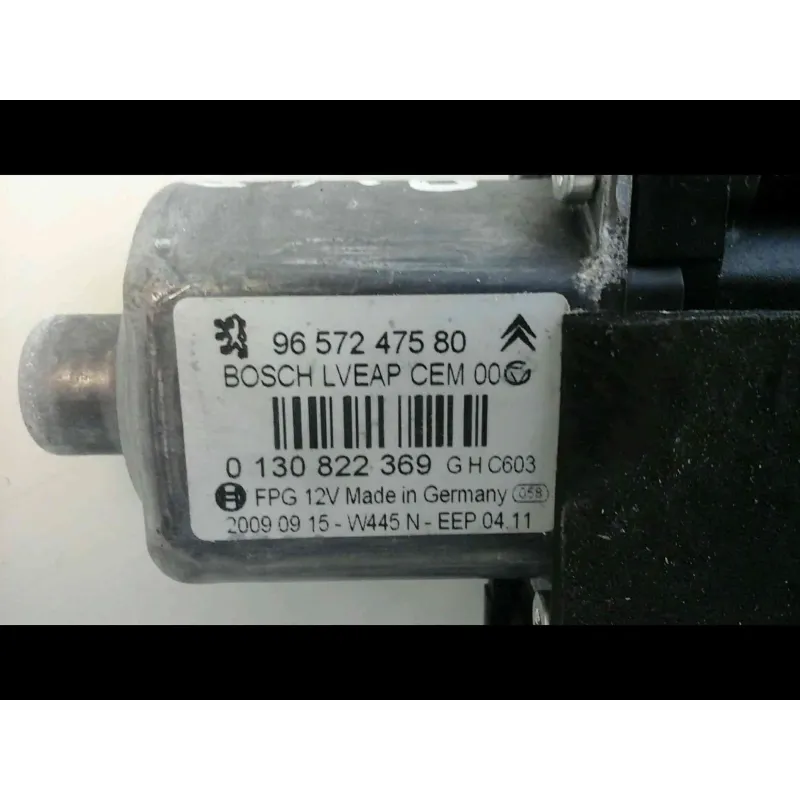 96 572 475 80
BOSCH LVEAP CEM 00
0 130 822 369 G H C603
FPG 12V Made in Germany 058
2009 09 15 - W445 N - EEP 04.11